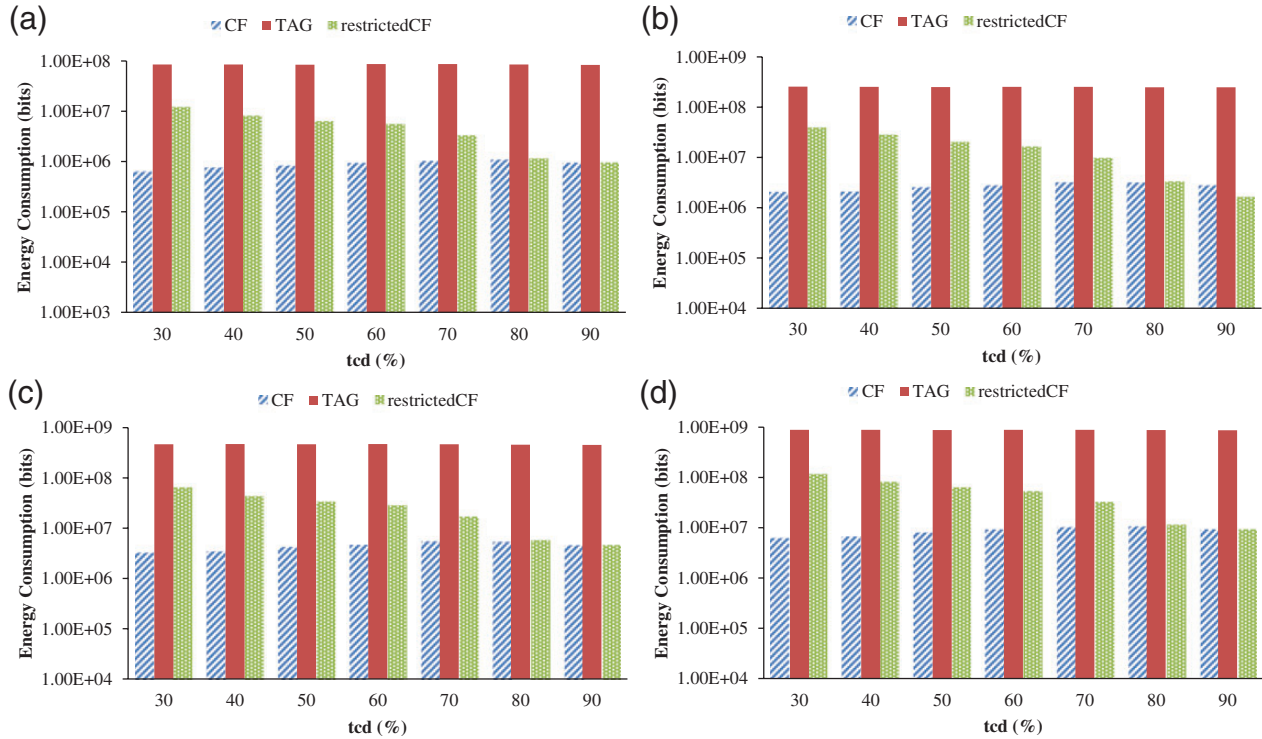 (a)
CF TAG restrictedCF
Energy Consumption (bits)
1.00E+08
1.00E+07
1.00E+06
1.00E+05
1.00E+04
1.00E+03
30 40 50 60 70 80 90
tcd (%)
(b)
CF TAG restrictedCF
Energy Consumption (bits)
1.00E+09
1.00E+08
1.00E+07
1.00E+06
1.00E+05
1.00E+04
30 40 50 60 70 80 90
tcd (%)
(c)
CF TAG restrictedCF
Energy Consumption (bits)
1.00E+09
1.00E+08
1.00E+07
1.00E+06
1.00E+05
1.00E+04
30 40 50 60 70 80 90
tcd (%)
(d)
CF TAG restrictedCF
Energy Consumption (bits)
1.00E+09
1.00E+08
1.00E+07
1.00E+06
1.00E+05
1.00E+04
30 40 50 60 70 80 90
tcd (%)